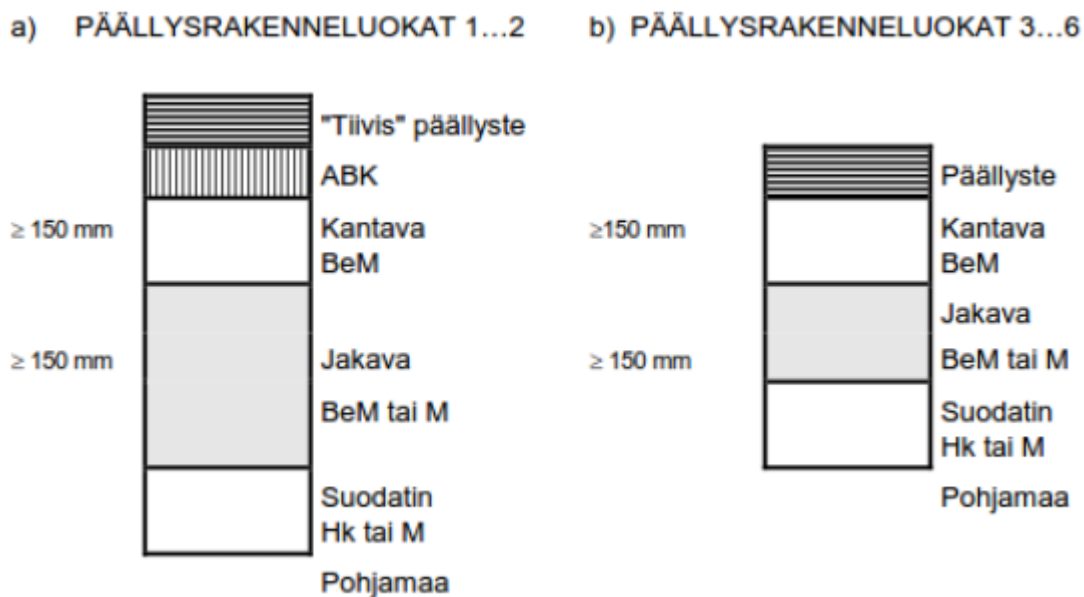 a) PÄÄLLYSRAKENNELUOKAT 1...2
"Tiivis" päällyste
ABK
≥ 150 mm
Kantava
BeM
≥ 150 mm
Jakava
BeM tai M
Suodatin
Hk tai M
Pohjamaa
b) PÄÄLLYSRAKENNELUOKAT 3...6
Päällyste
≥150 mm
Kantava
BeM
Jakava
≥ 150 mm
BeM tai M
Suodatin
Hk tai M
Pohjamaa